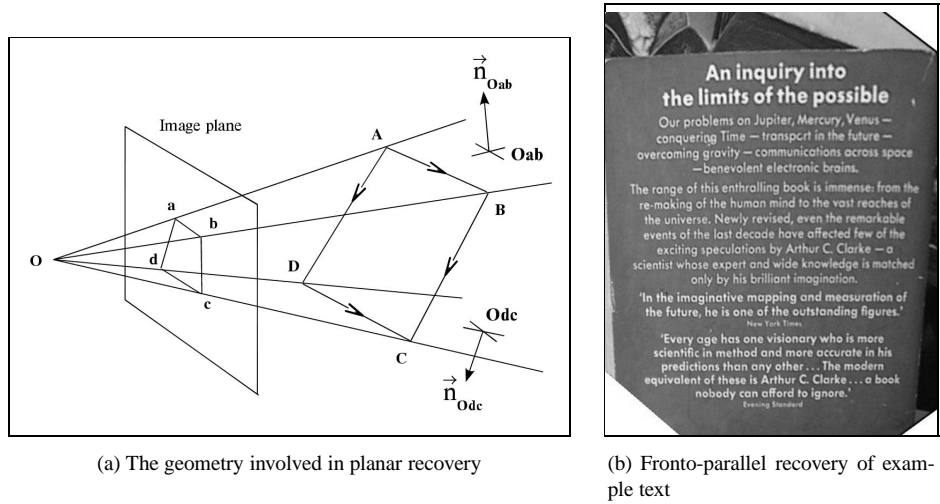 Image plane
O
a
b
c
d
A
B
C
D
n Oab
Oab
Odc
n Odc
(a) The geometry involved in planar recovery
An inquiry into
the limits of the possible
Our problems on Jupiter, Mercury, Venus —
conquering Time — transport in the future —
overcoming gravity — communications across space
— benevolent electronic brains.
The range of this enthralling book is immense: from the
re-making of the human mind to the vast reaches of
the universe. Newly revised, even the remarkable
events of the last decade have affected few of the
exciting speculations by Arthur C. Clarke — a
scientist whose expert and wide knowledge is matched
only by his brilliant imagination.
'In the imaginative mapping and measuration of
the future, he is one of the outstanding figures.'
New York Times
'Every age has one visionary who is more
scientific in method and more accurate in his
predictions than any other... The modern
equivalent of these is Arthur C. Clarke... a book
nobody can afford to ignore.'
Evening Standard
(b) Fronto-parallel recovery of exam-
ple text